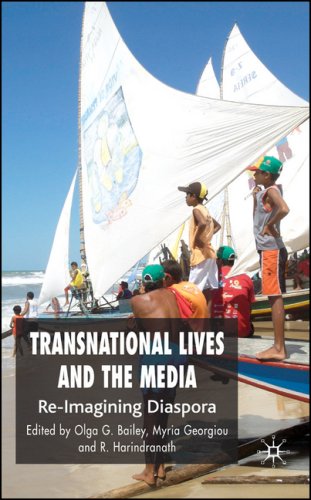 TRANSNATIONAL LIVES
AND THE MEDIA
Re-Imagining Diaspora
Edited by Olga G. Bailey, Myria Georgiou
and R. Harindranath